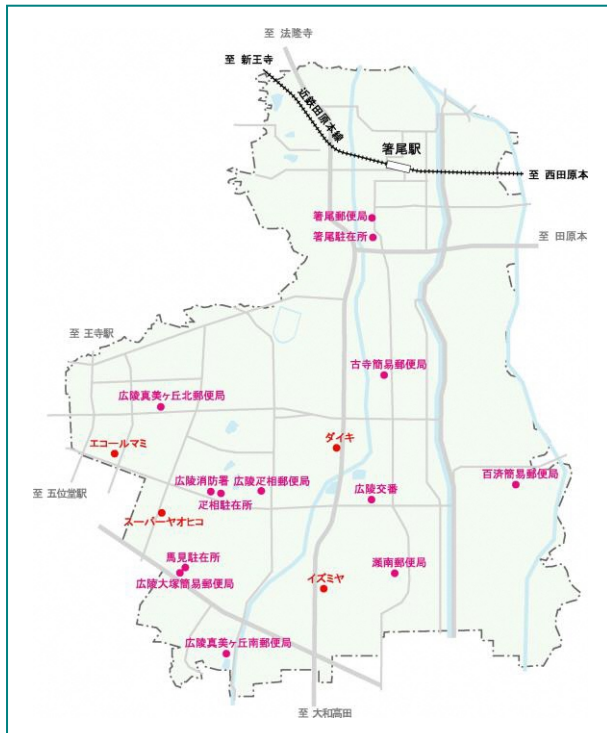 至 法隆寺
至 新王寺
近鉄田原本線
箸尾駅
至 西田原本
箸尾郵便局
箸尾駐在所
至 田原本
至 王寺駅
古寺簡易郵便局
広陵真美ヶ丘北郵便局
ダイキ
エコールマミ
百済簡易郵便局
広陵消防署
広陵疋相郵便局
至 五位堂駅
疋相駐在所
広陵交番
スーパーヤオヒコ
馬見駐在所
瀬南郵便局
広陵大塚簡易郵便局
イズミヤ
広陵真美ヶ丘南郵便局
至 大和高田